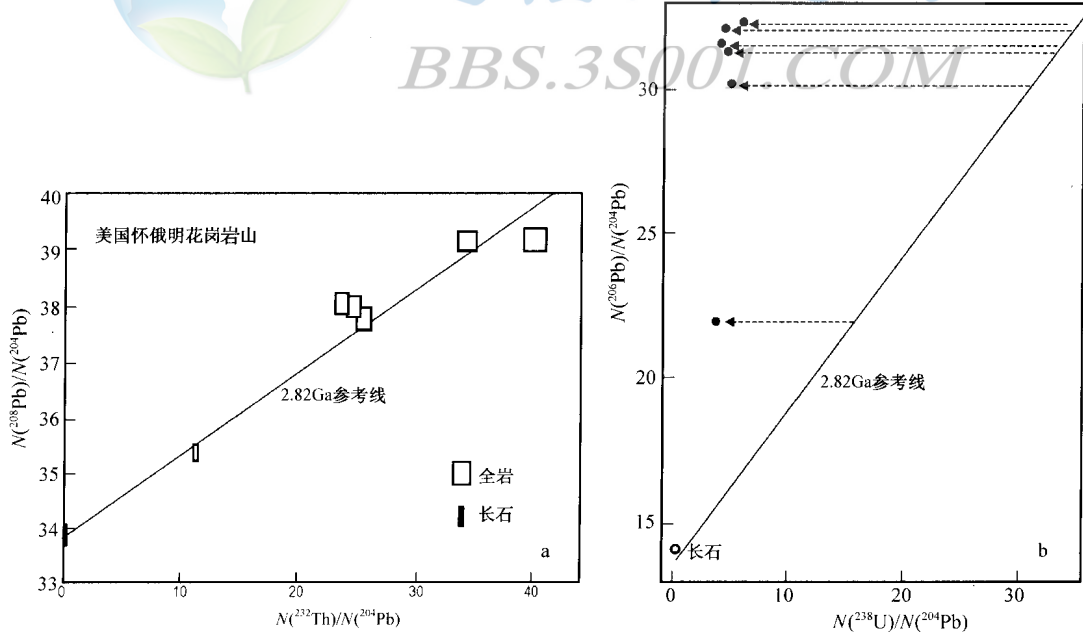 BBS.3S001.COM
40
39
38
37
36
35
34
33
N(²⁰⁸Pb)/N(²⁰⁴Pb)
美国怀俄明花岗岩山
2.82Ga参考线
全岩
长石
a
0 10 20 30 40
N(²³²Th)/N(²⁰⁴Pb)
30
25
20
15
N(²⁰⁶Pb)/N(²⁰⁴Pb)
2.82Ga参考线
长石
b
0 10 20 30
N(²³⁸U)/N(²⁰⁴Pb)